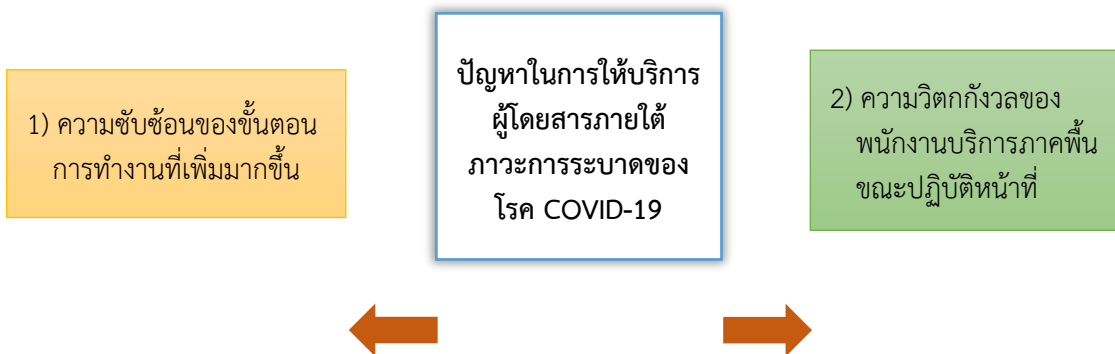 1) ความซับซ้อนของขั้นตอน
การทำงานที่เพิ่มมากขึ้น
ปัญหาในการให้บริการ
ผู้โดยสารภายใต้
ภาวะการระบาดของ
โรค COVID-19
2) ความวิตกกังวลของ
พนักงานบริการภาคพื้น
ขณะปฏิบัติหน้าที่